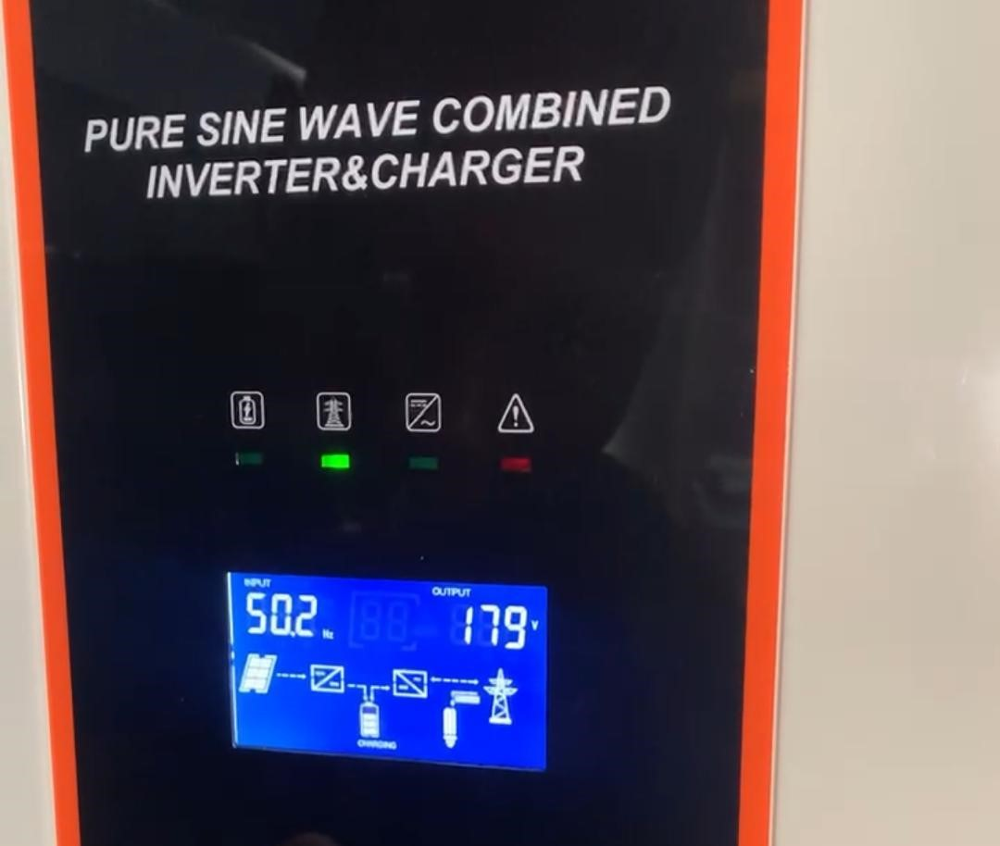 PURE SINE WAVE COMBINED
INVERTER&CHARGER
INPUT
OUTPUT
50.2 Hz
179 V
CHARGING